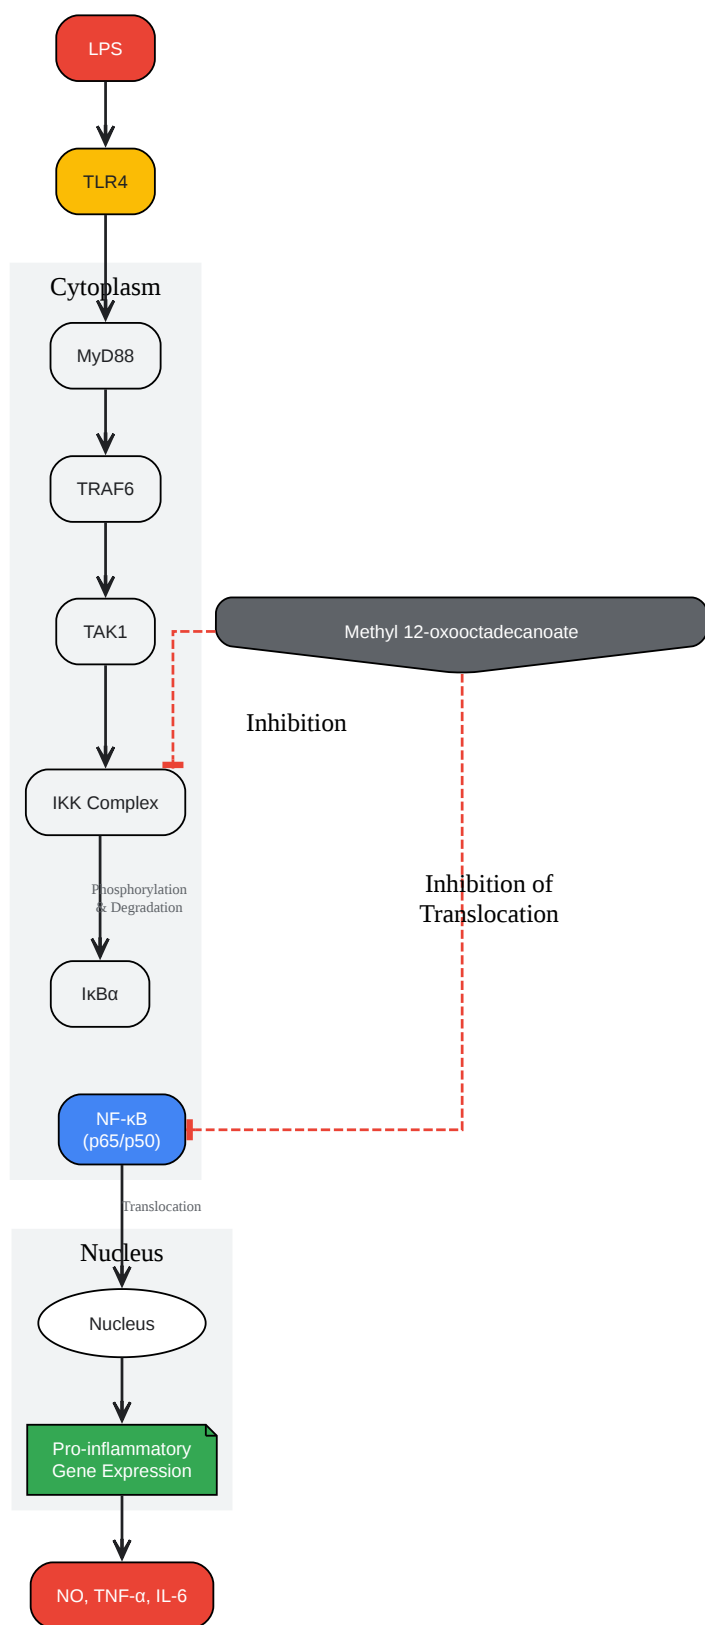 LPS
TLR4
Cytoplasm
MyD88
TRAF6
TAK1
Methyl 12-oxooctadecanoate
Inhibition
IKK Complex
Phosphorylation
& Degradation
Inhibition of
Translocation
IκBα
NF-κB
(p65/p50)
Translocation
Nucleus
Nucleus
Pro-inflammatory
Gene Expression
NO, TNF-α, IL-6